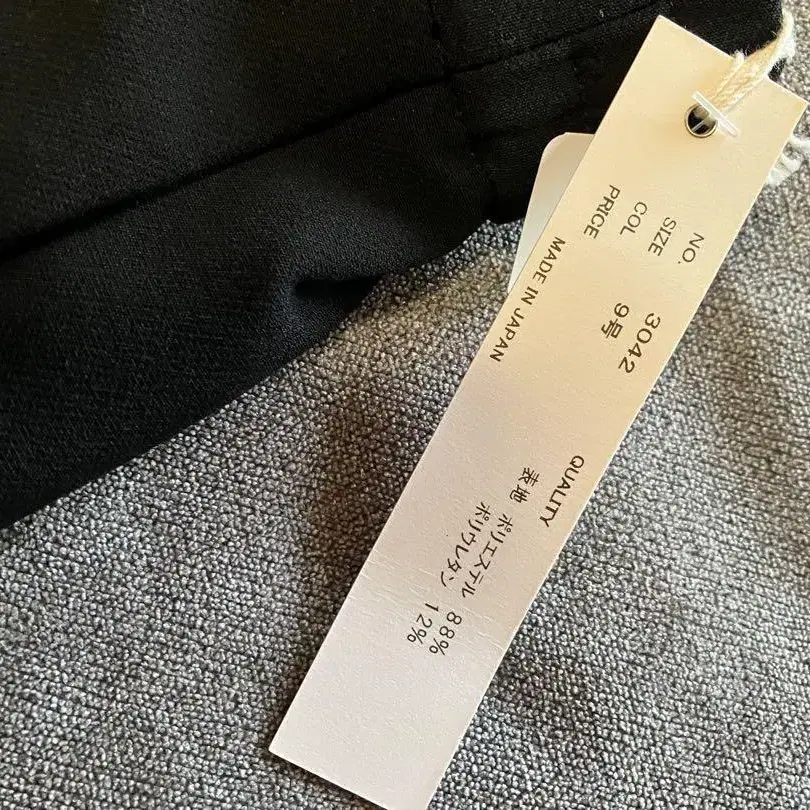 NO. 3042
SIZE 9号
COL
PRICE
MADE IN JAPAN
QUALITY
表地 ポリエステル 88%
ポリウレタン 12%